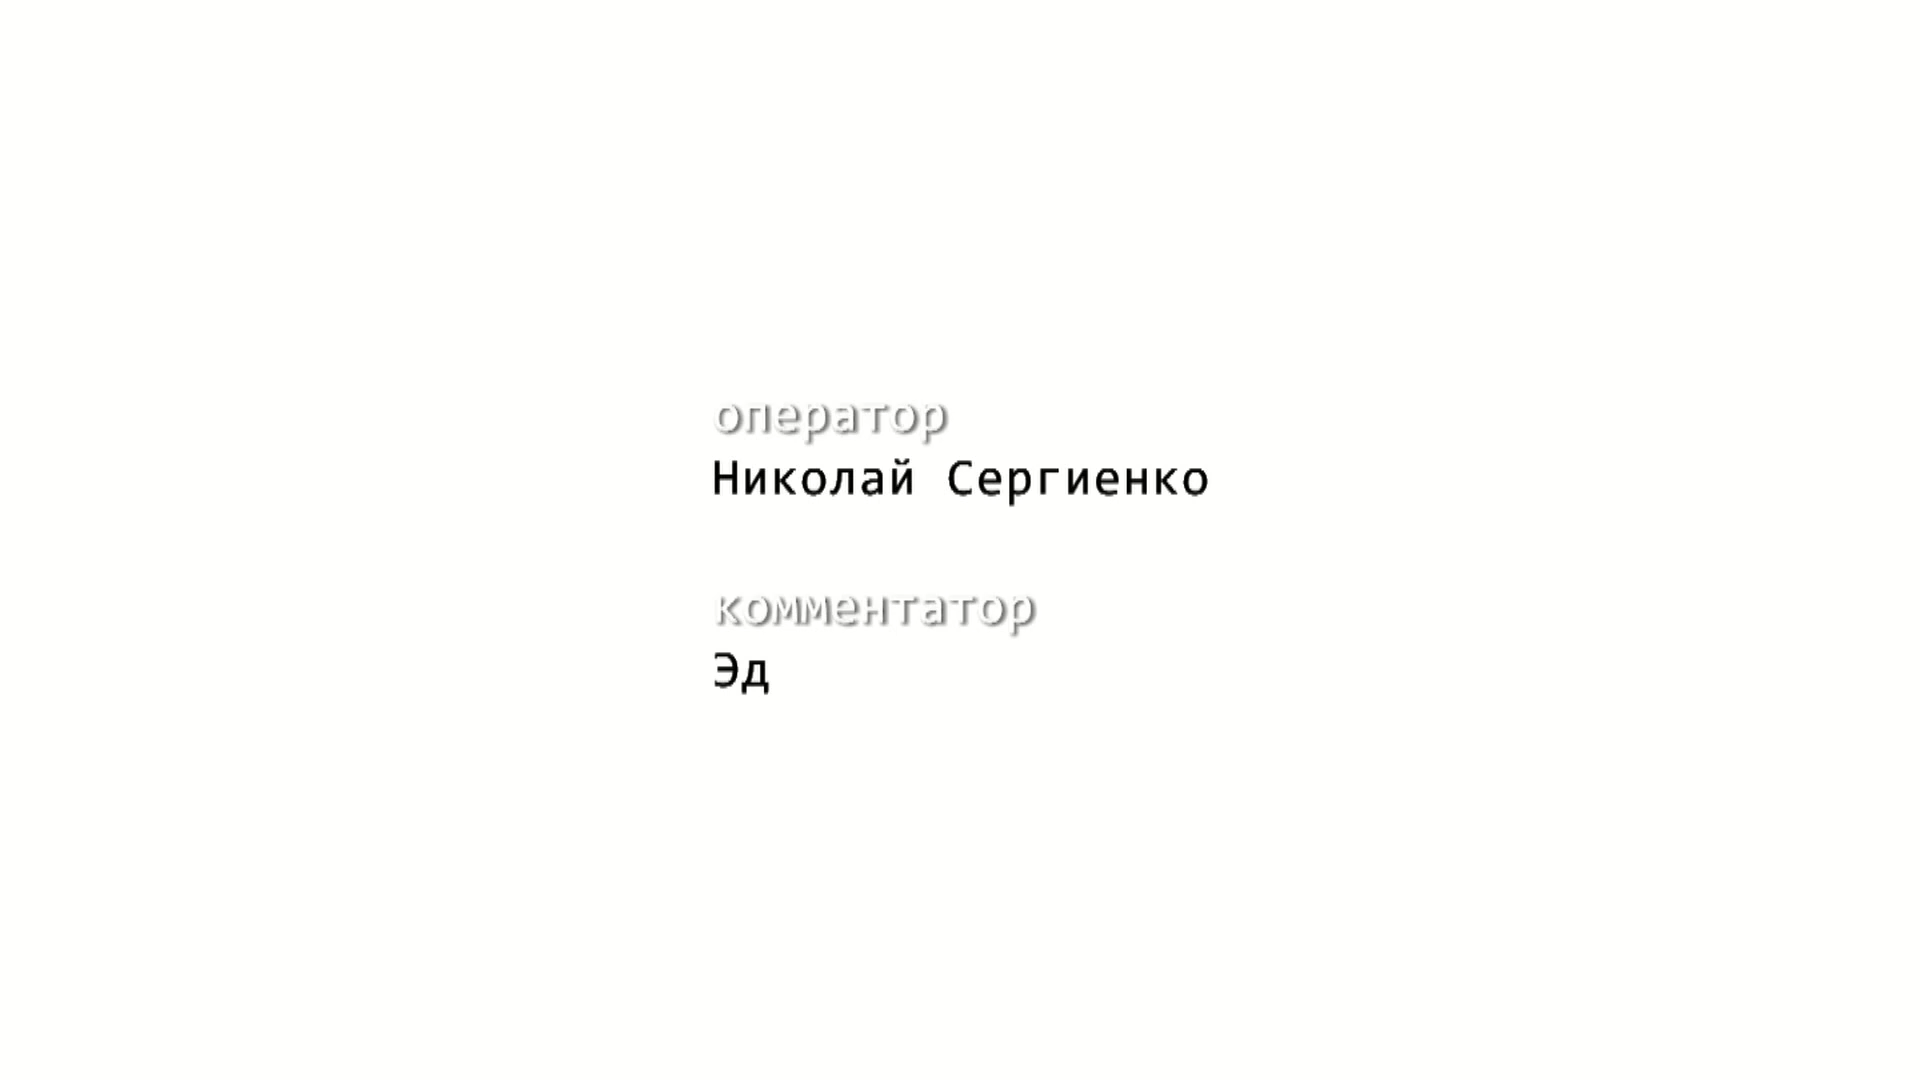 оператор
Николай Сергиенко
комментатор
Эд